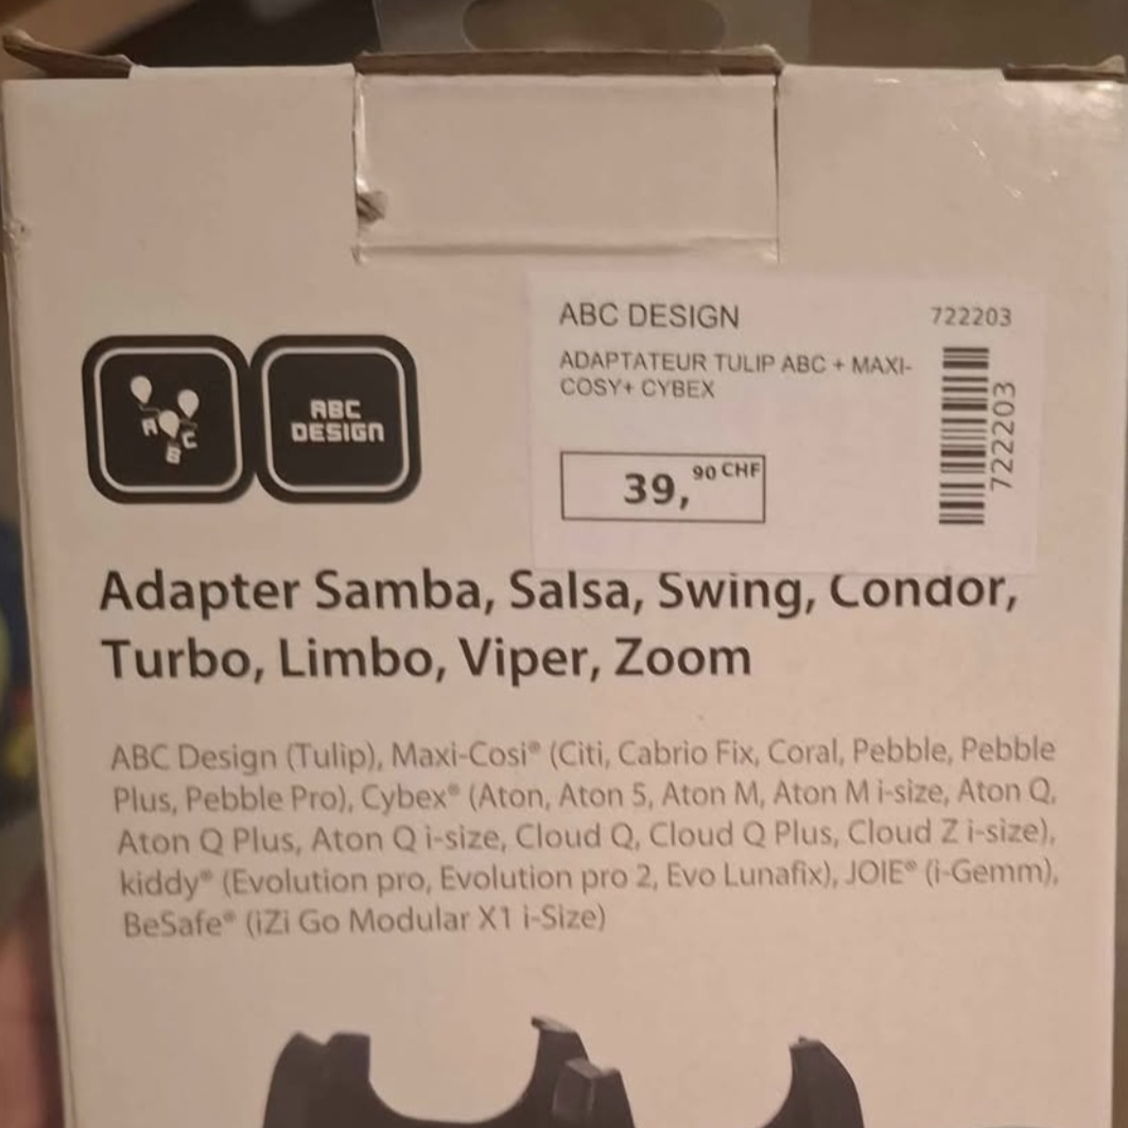 ABC DESIGN
722203
ADAPTATEUR TULIP ABC + MAXI-
COSY+ CYBEX
722203
39,90 CHF
A
B
C
ABC
DESIGN
Adapter Samba, Salsa, Swing, Condor,
Turbo, Limbo, Viper, Zoom
ABC Design (Tulip), Maxi-Cosi® (Citi, Cabrio Fix, Coral, Pebble, Pebble
Plus, Pebble Pro), Cybex® (Aton, Aton 5, Aton M, Aton M i-size, Aton Q,
Aton Q Plus, Aton Q i-size, Cloud Q, Cloud Q Plus, Cloud Z i-size),
kiddy® (Evolution pro, Evolution pro 2, Evo Lunafix), JOIE® (i-Gemm),
BeSafe® (iZi Go Modular X1 i-Size)